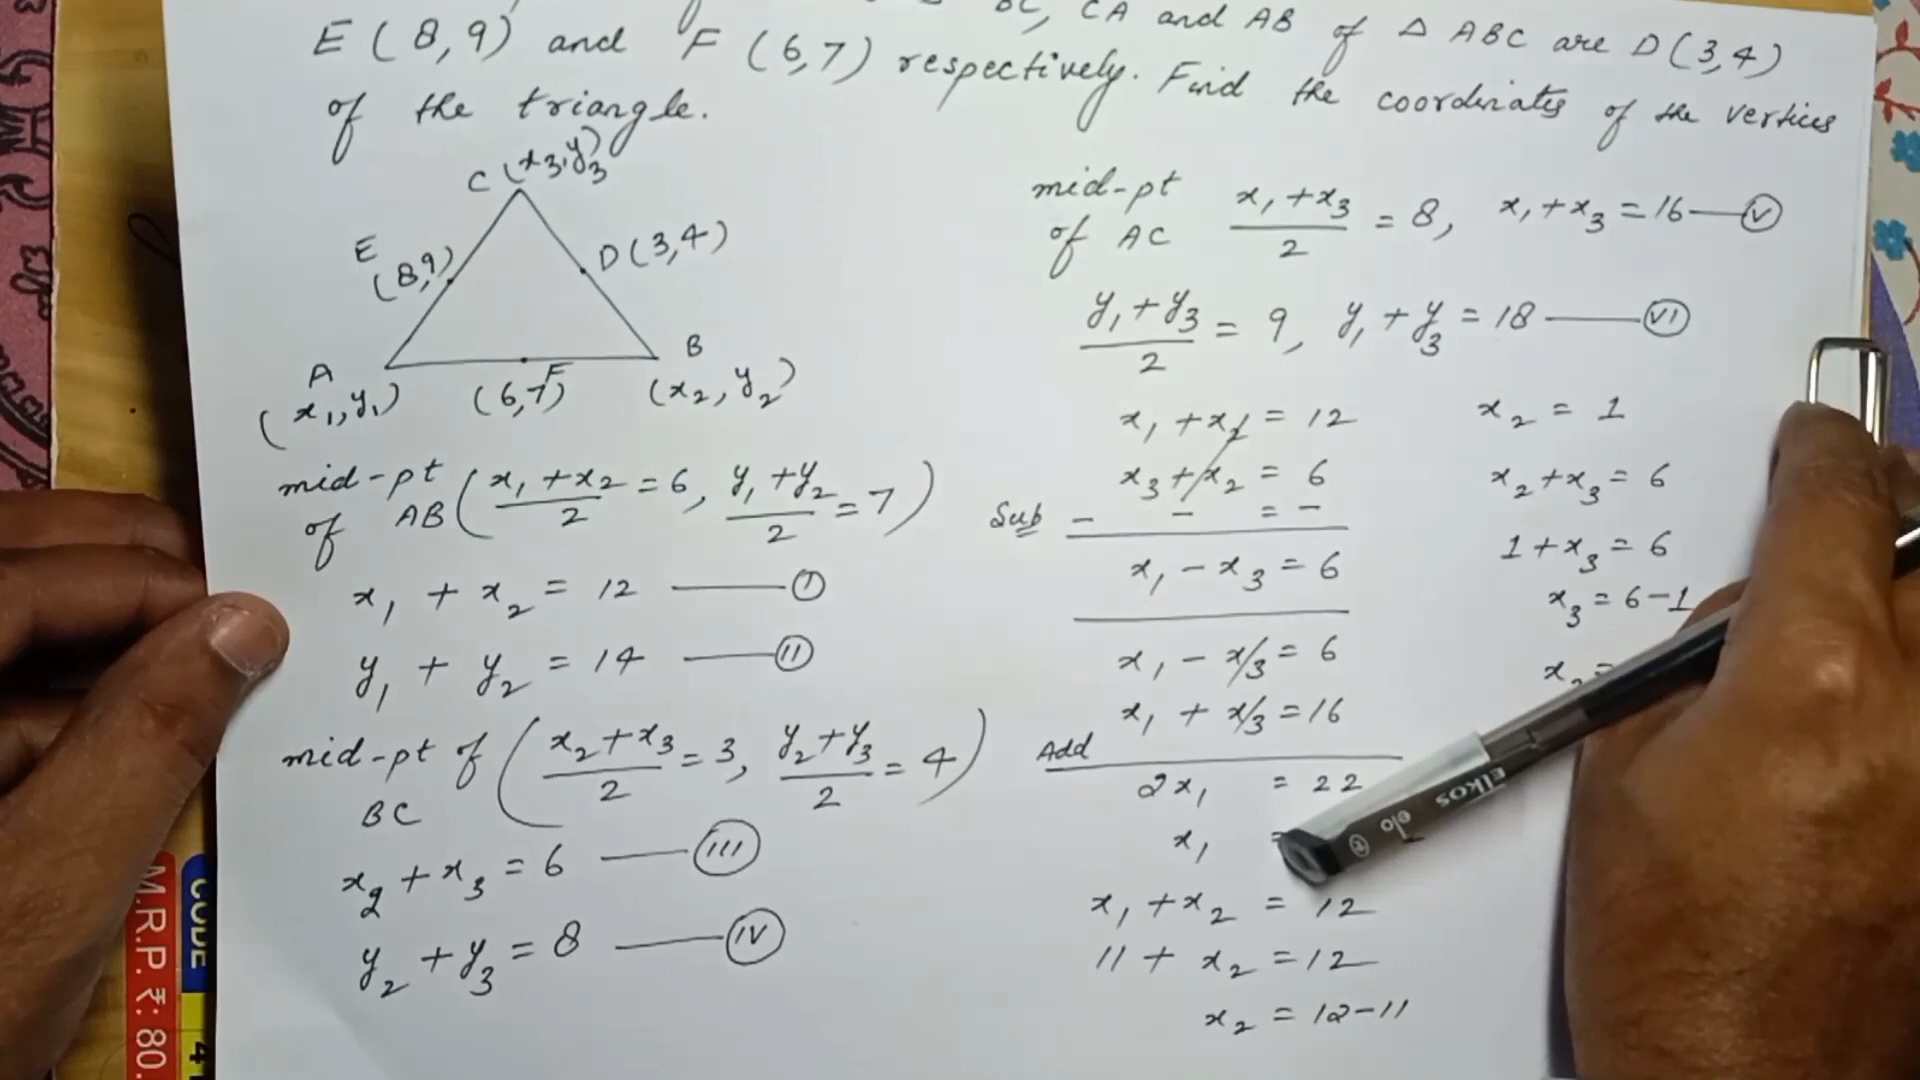 BC, CA and AB of △ ABC are D(3,4)
E(8,9) and F(6,7) respectively. Find the coordinates of the vertices
of the triangle.
C (x₃,y₃)
E
(8,9)
D(3,4)
A
(x₁,y₁)
F
(6,7)
B
(x₂,y₂)
mid-pt
of AB ( (x₁+x₂)/2 = 6, (y₁+y₂)/2 = 7 )
x₁ + x₂ = 12 — I
y₁ + y₂ = 14 — II
mid-pt of
BC ( (x₂+x₃)/2 = 3, (y₂+y₃)/2 = 4 )
x₂ + x₃ = 6 — III
y₂ + y₃ = 8 — IV
mid-pt
of AC (x₁+x₃)/2 = 8, x₁+x₃ = 16 — V
(y₁+y₃)/2 = 9, y₁+y₃ = 18 — VI
x₁ + x₂ = 12
x₃ + x₂ = 6
Sub − − = −
x₁ − x₃ = 6
x₁ − x₃ = 6
x₁ + x₃ = 16
Add
2x₁ = 22
x₁ =
x₁ + x₂ = 12
11 + x₂ = 12
x₂ = 12−11
x₂ = 1
x₂+x₃ = 6
1+x₃ = 6
x₃ = 6−1
elkos
M.R.P. ₹: 80.
CODE
4